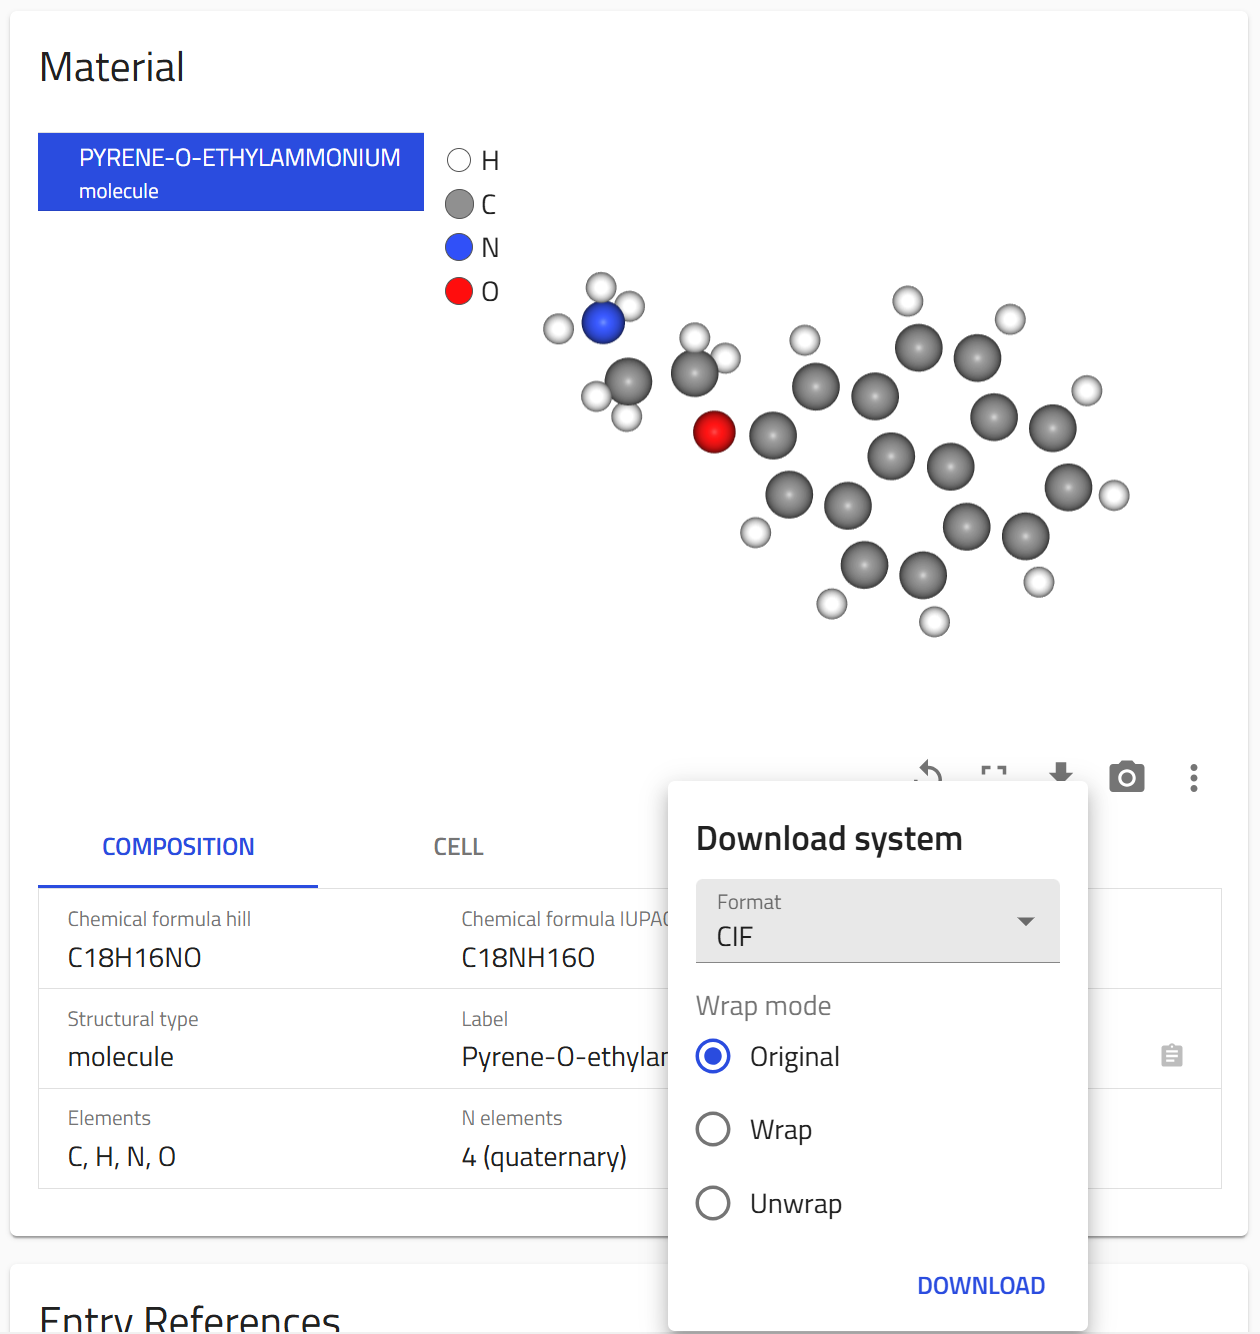 Material
PYRENE-O-ETHYLAMMONIUM
molecule
H
C
N
O
COMPOSITION
CELL
Chemical formula hill
C18H16NO
Chemical formula IUPAC
C18NH16O
Structural type
molecule
Label
Pyrene-O-ethylam
Elements
C, H, N, O
N elements
4 (quaternary)
Download system
Format
CIF
Wrap mode
Original
Wrap
Unwrap
DOWNLOAD
Entry References